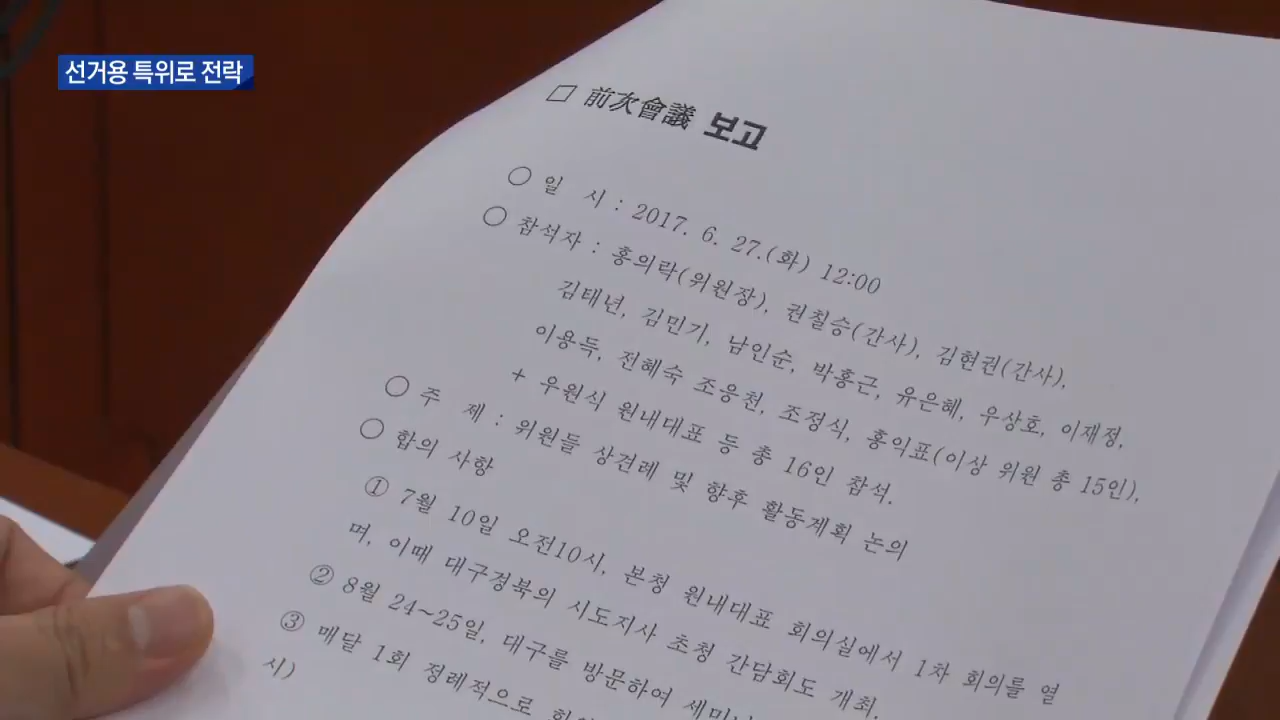 선거용 특위로 전락
□ 前次會議 보고
○ 일 시 : 2017. 6. 27.(화) 12:00
○ 참석자 : 홍의락(위원장), 권칠승(간사), 김현권(간사),
김태년, 김민기, 남인순, 박홍근, 유은혜, 우상호, 이재정,
이용득, 전혜숙 조응천, 조정식, 홍익표(이상 위원 총 15인),
+ 우원식 원내대표 등 총 16인 참석.
○ 주 제 : 위원들 상견례 및 향후 활동계획 논의
○ 합의 사항
① 7월 10일 오전10시, 본청 원내대표 회의실에서 1차 회의를 열
며, 이때 대구경북의 시도지사 초청 간담회도 개최.
② 8월 24~25일, 대구를 방문하여
③ 매달 1회 정례적으로
시)